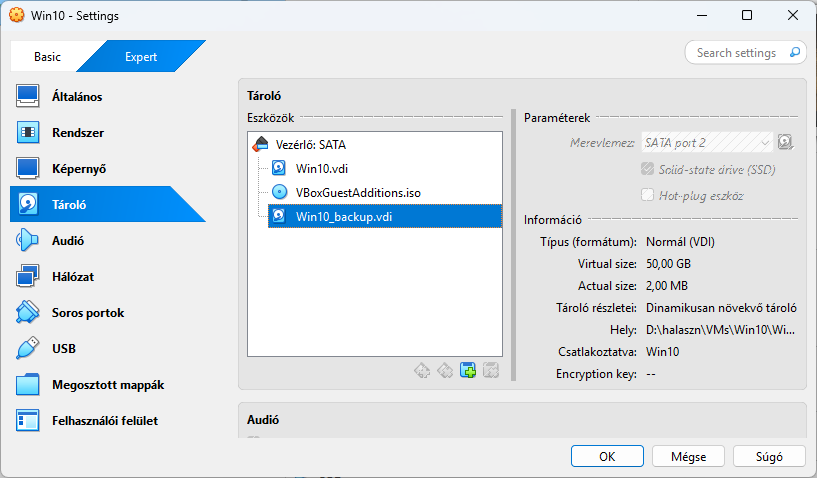 Win10 - Settings
Basic
Expert
Search settings
Általános
Rendszer
Képernyő
Tároló
Audió
Hálózat
Soros portok
USB
Megosztott mappák
Felhasználói felület
Tároló
Eszközök
Vezérlő: SATA
Win10.vdi
VBoxGuestAdditions.iso
Win10_backup.vdi
Paraméterek
Merevlemez: SATA port 2
Solid-state drive (SSD)
Hot-plug eszköz
Információ
Típus (formátum): Normál (VDI)
Virtual size: 50,00 GB
Actual size: 2,00 MB
Tároló részletei: Dinamikusan növekvő tároló
Hely: D:\halaszn\VMs\Win10\Wi...
Csatlakoztatva: Win10
Encryption key: --
Audió
OK
Mégse
Súgó